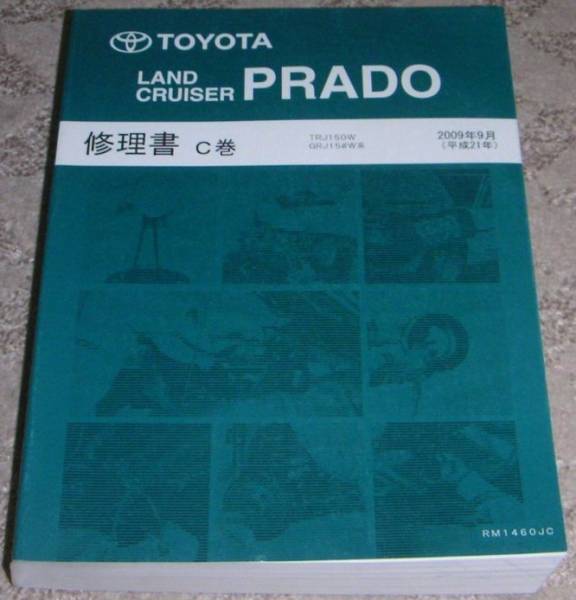 TOYOTA
LAND CRUISER PRADO
修理書 C巻
TRJ150W
GRJ15#W系
2009年9月
(平成21年)
RM1460JC